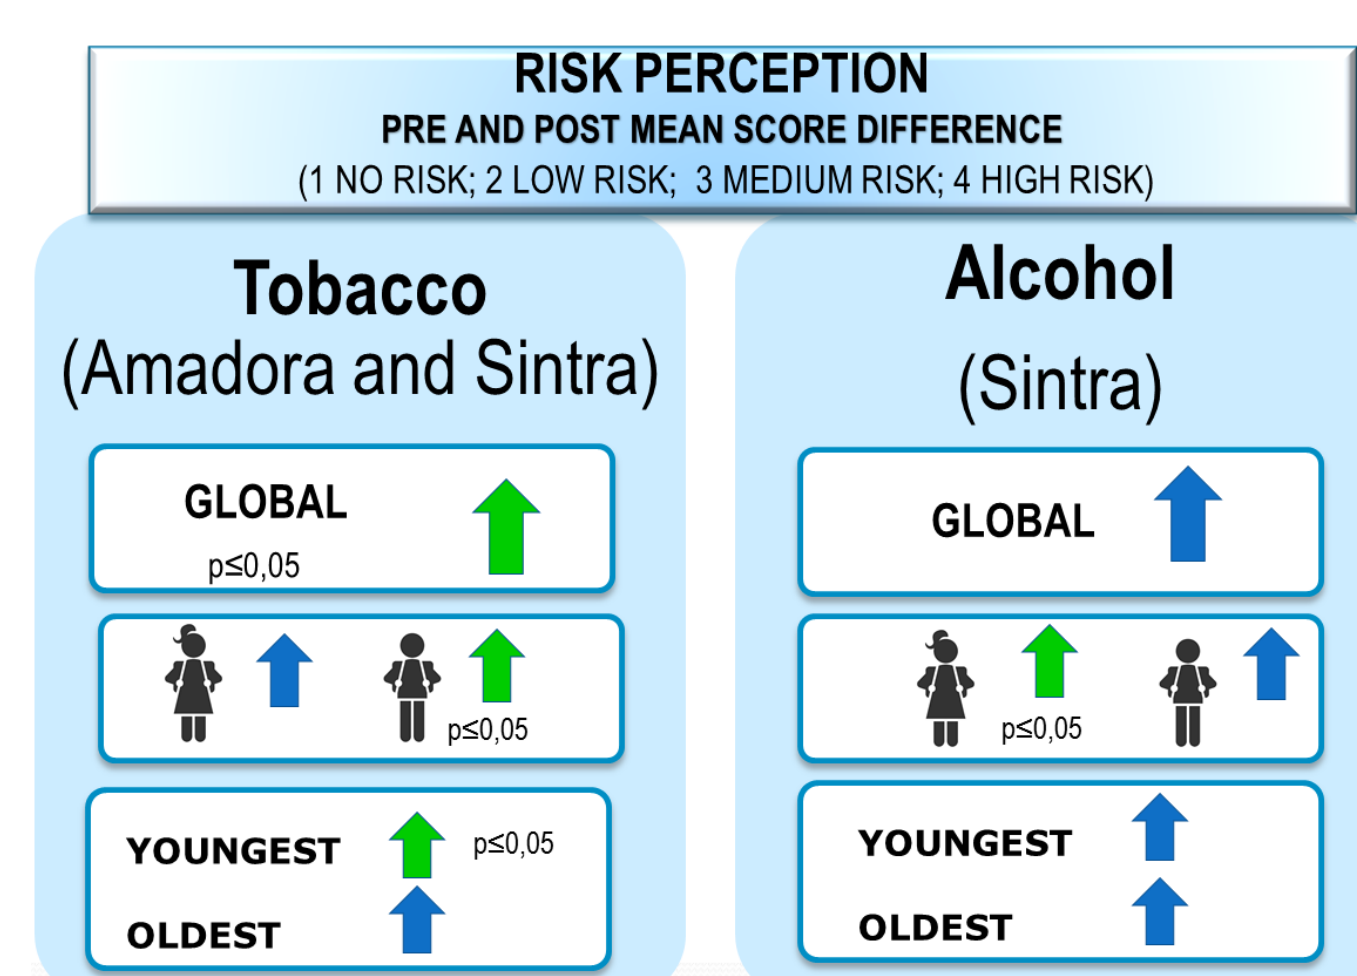 RISK PERCEPTION
PRE AND POST MEAN SCORE DIFFERENCE
(1 NO RISK; 2 LOW RISK; 3 MEDIUM RISK; 4 HIGH RISK)
Tobacco
(Amadora and Sintra)
GLOBAL
p≤0,05
p≤0,05
YOUNGEST p≤0,05
OLDEST
Alcohol
(Sintra)
GLOBAL
p≤0,05
YOUNGEST
OLDEST